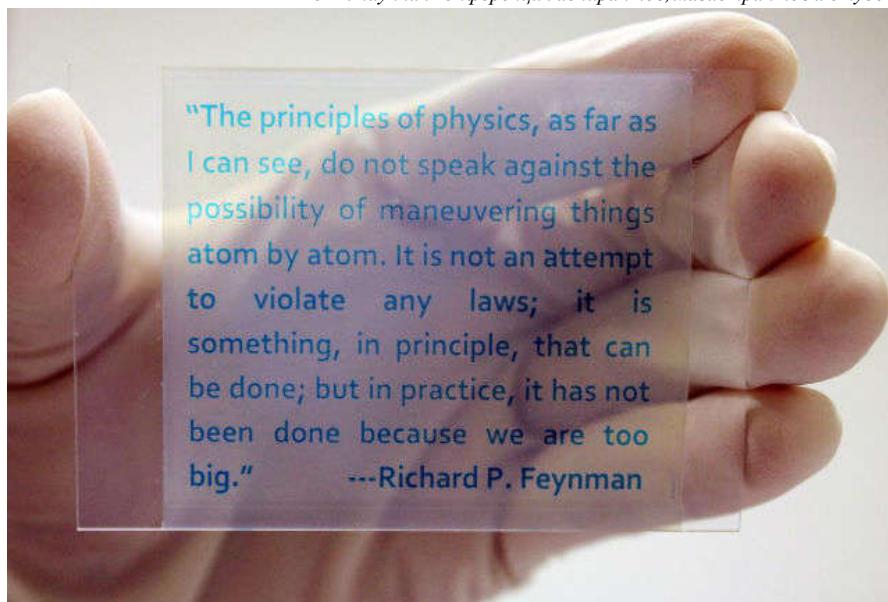 "The principles of physics, as far as
I can see, do not speak against the
possibility of maneuvering things
atom by atom. It is not an attempt
to violate any laws; it is
something, in principle, that can
be done; but in practice, it has not
been done because we are too
big." ---Richard P. Feynman